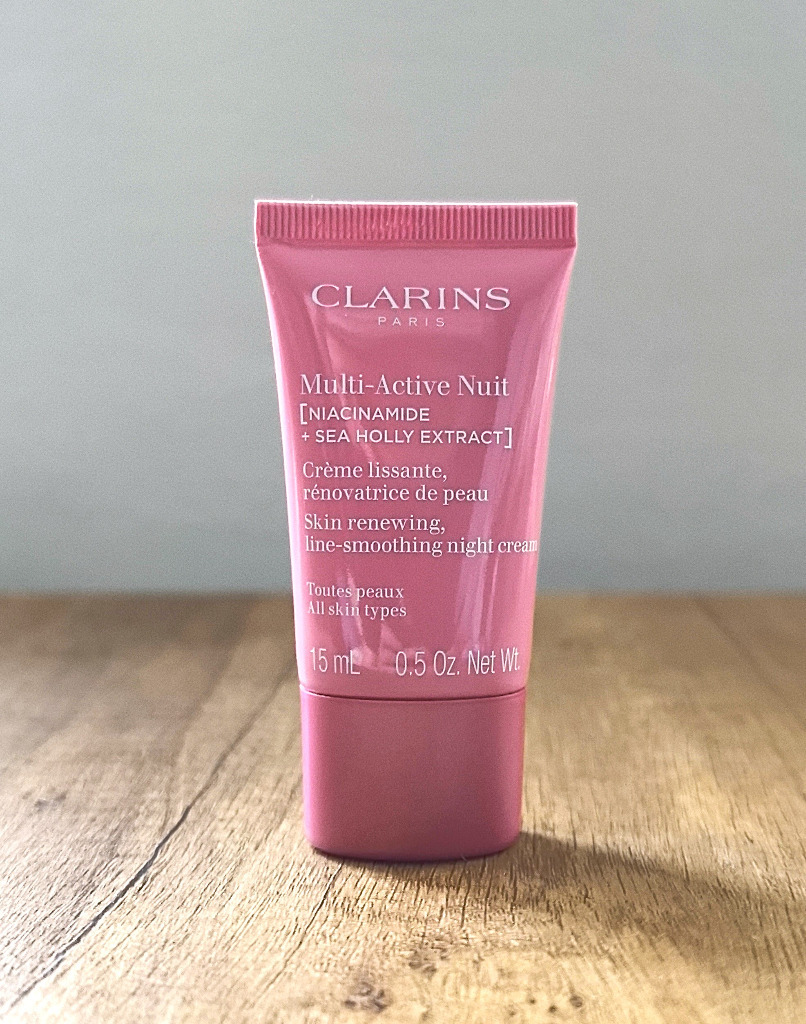 CLARINS
PARIS
Multi-Active Nuit
[NIACINAMIDE
+ SEA HOLLY EXTRACT]
Crème lissante,
rénovatrice de peau
Skin renewing,
line-smoothing night cream
Toutes peaux
All skin types
15 mL 0.5 Oz. Net Wt.